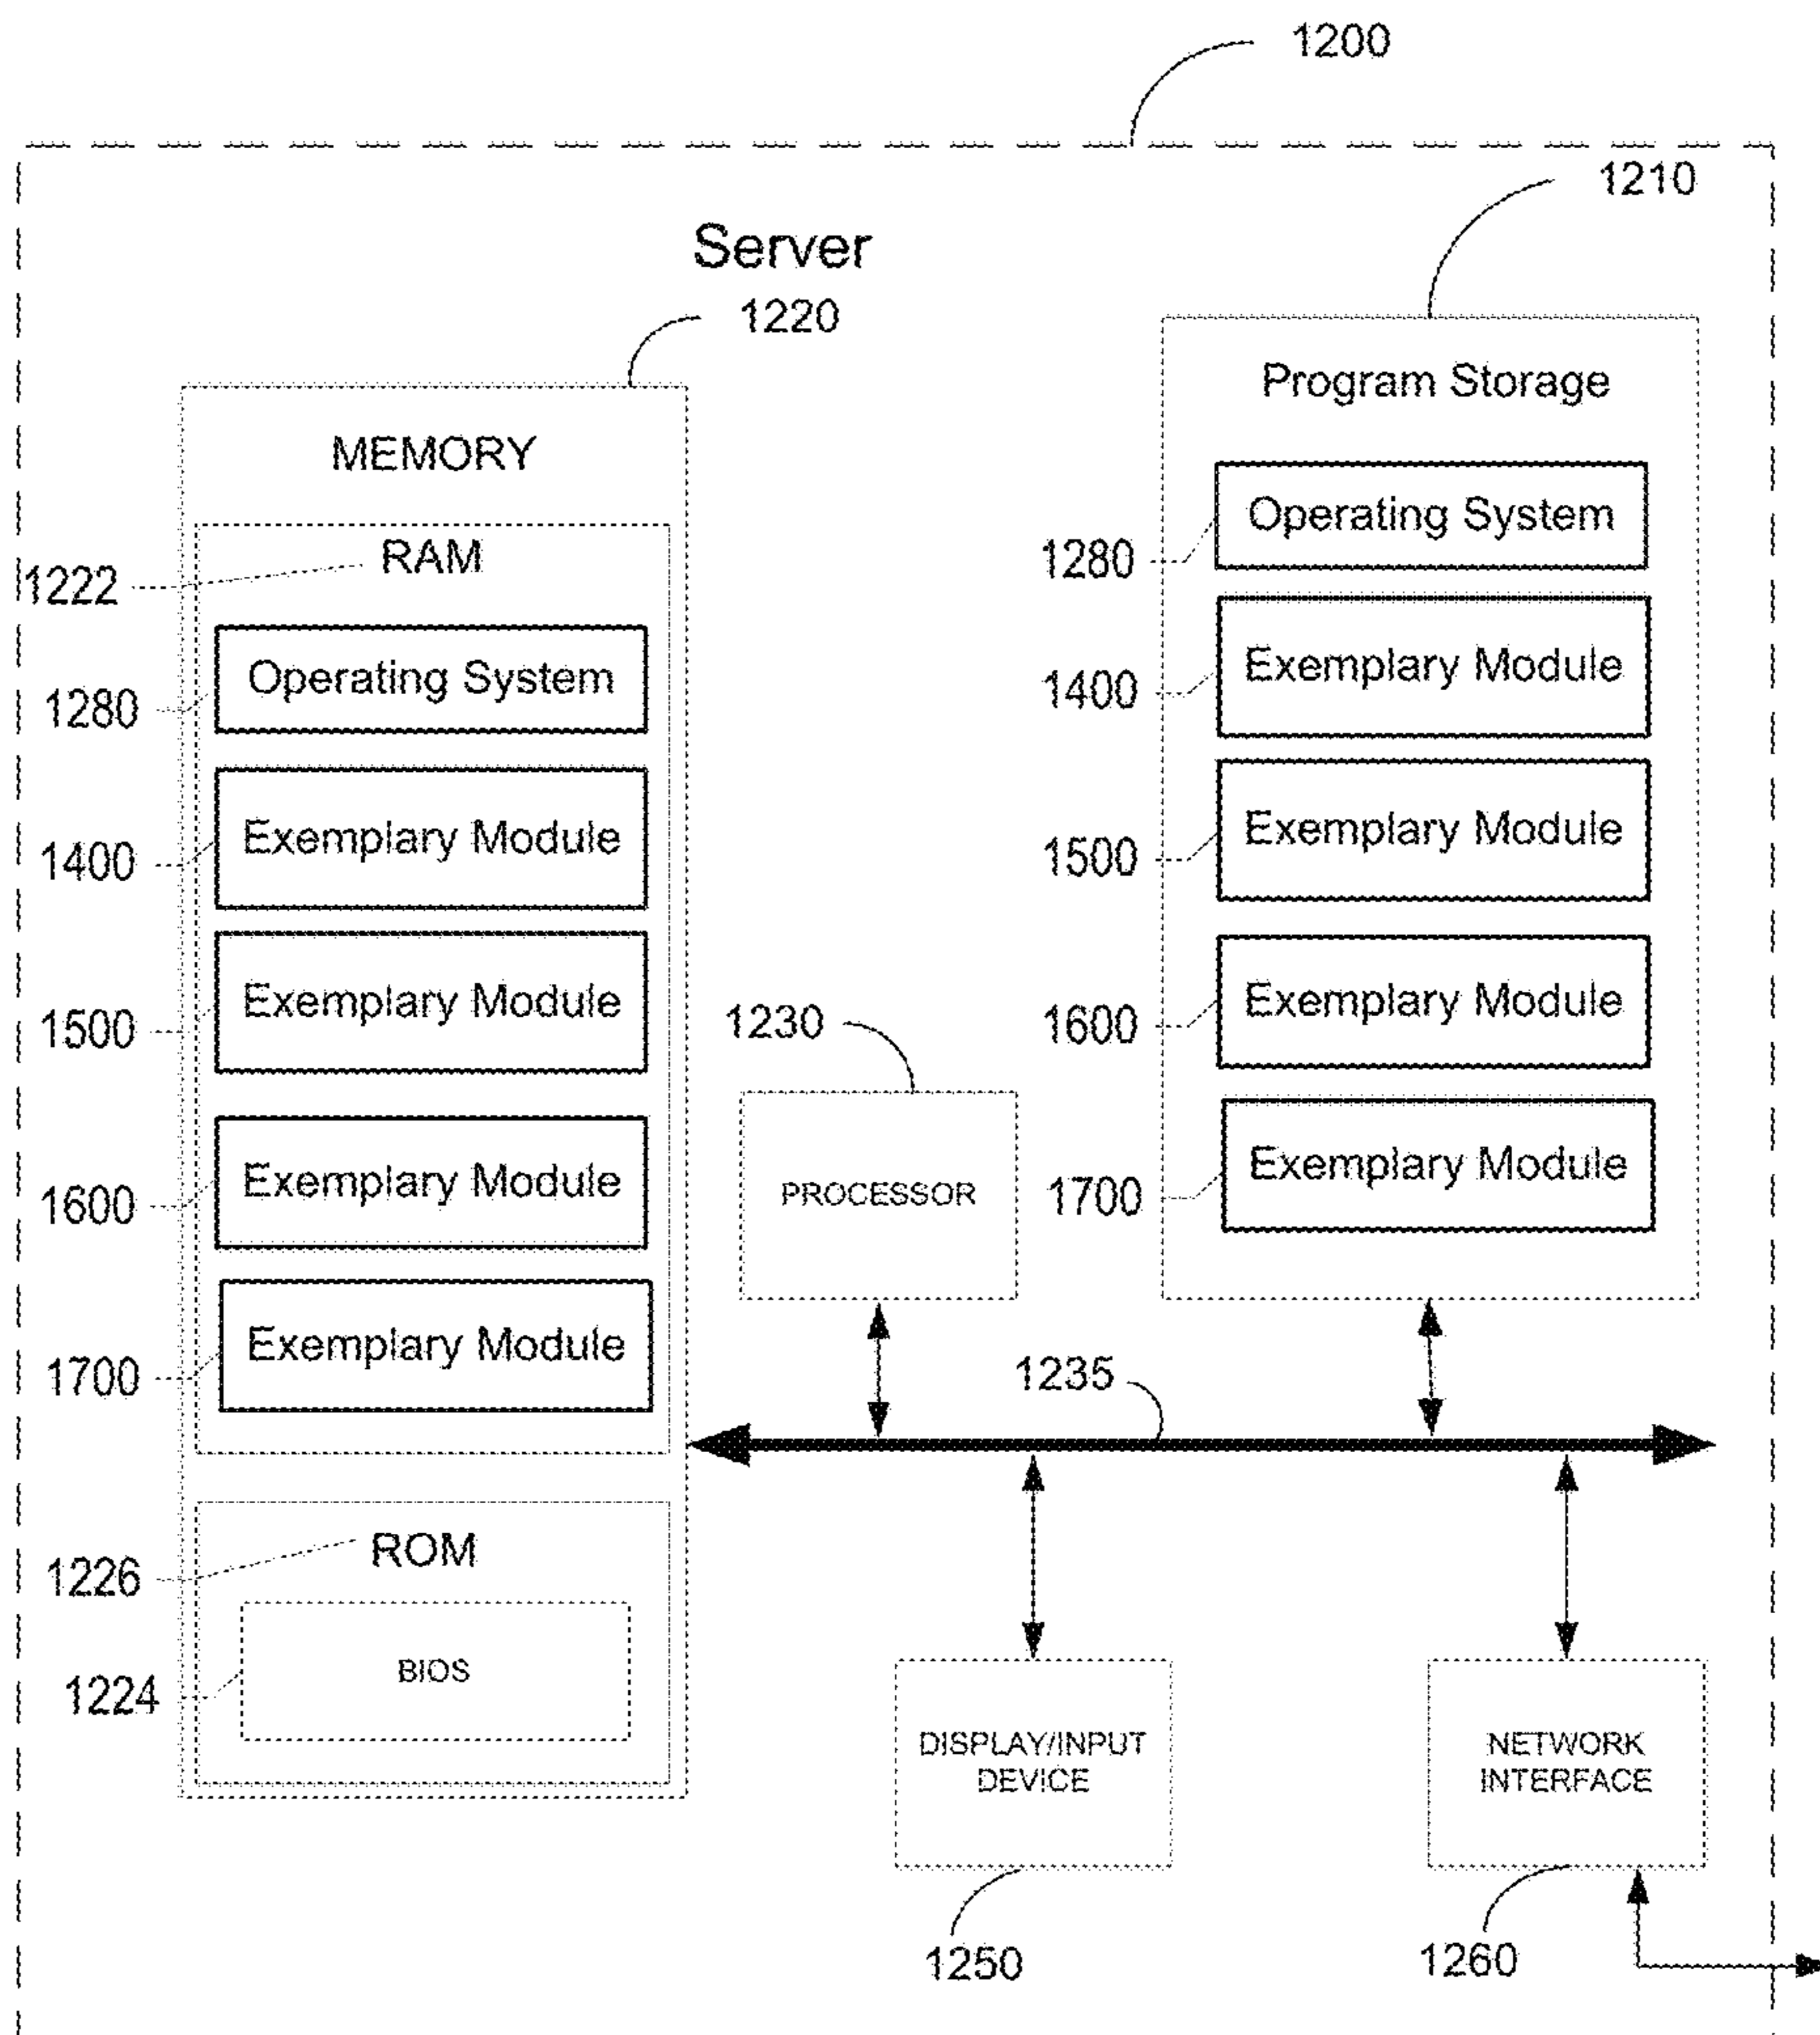 1200
1210
Server
1220
Program Storage
MEMORY
Operating System
1280
RAM
1222
Exemplary Module
1400
Operating System
1280
Exemplary Module
1500
Exemplary Module
1400
Exemplary Module
1600
Exemplary Module
1500
1230
Exemplary Module
1700
PROCESSOR
Exemplary Module
1600
Exemplary Module
1700
1235
ROM
1226
BIOS
1224
DISPLAY/INPUT
DEVICE
NETWORK
INTERFACE
1250
1260